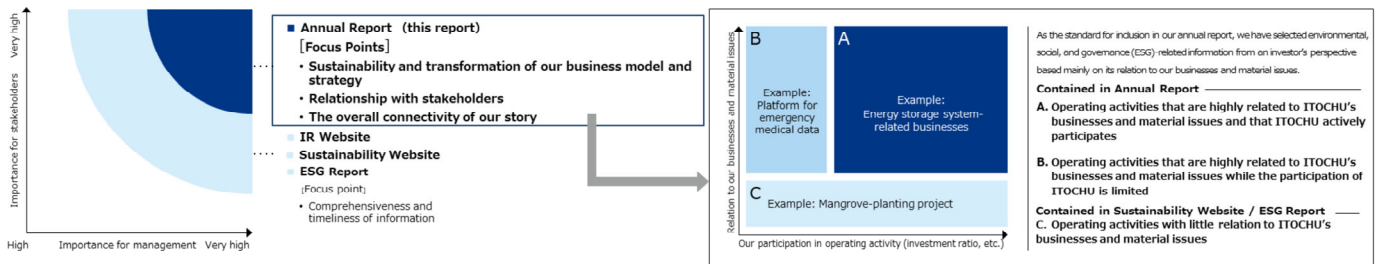 Very high
Importance for stakeholders
High
Importance for management
Very high
■ Annual Report (this report)
[Focus Points]
• Sustainability and transformation of our business model and
strategy
• Relationship with stakeholders
• The overall connectivity of our story
IR Website
Sustainability Website
ESG Report
[Focus point]
• Comprehensiveness and
timeliness of information
Relation to our businesses and material issues
B
Example:
Platform for
emergency
medical data
A
Example:
Energy storage system-
related businesses
C
Example: Mangrove-planting project
Our participation in operating activity (investment ratio, etc.)
As the standard for inclusion in our annual report, we have selected environmental,
social, and governance (ESG)-related information from an investor's perspective
based mainly on its relation to our businesses and material issues.
Contained in Annual Report
A. Operating activities that are highly related to ITOCHU's
businesses and material issues and that ITOCHU actively
participates
B. Operating activities that are highly related to ITOCHU's
businesses and material issues while the participation of
ITOCHU is limited
Contained in Sustainability Website / ESG Report
C. Operating activities with little relation to ITOCHU's
businesses and material issues